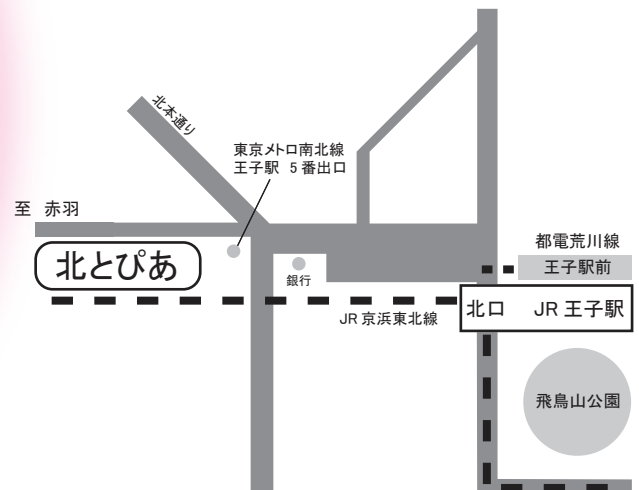 北本通り
東京メトロ南北線
王子駅 5番出口
至 赤羽
北とぴあ
銀行
都電荒川線
王子駅前
JR 京浜東北線
北口 JR 王子駅
飛鳥山公園